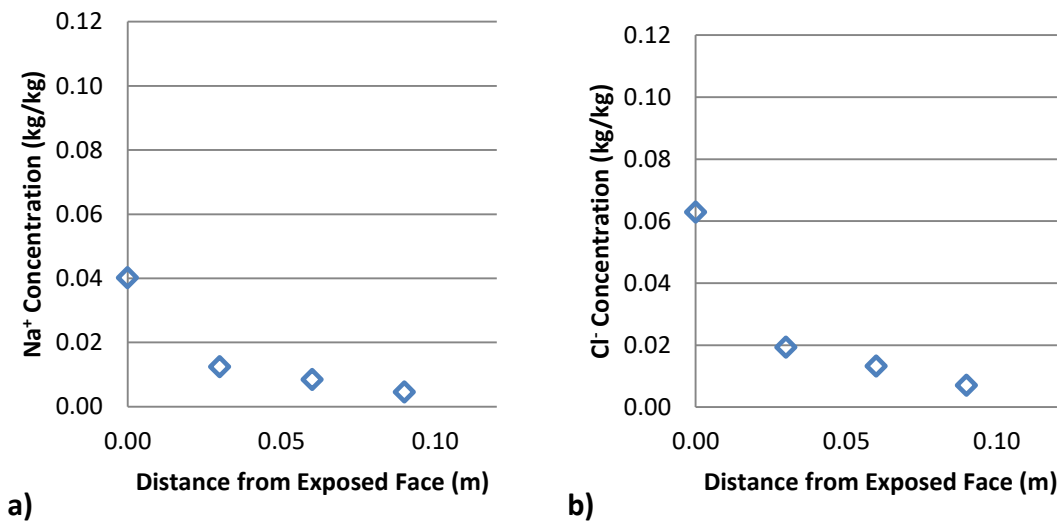 0.12
0.10
0.08
0.06
0.04
0.02
0.00
Na⁺ Concentration (kg/kg)
0.00 0.05 0.10
Distance from Exposed Face (m)
a)
0.12
0.10
0.08
0.06
0.04
0.02
0.00
Cl⁻ Concentration (kg/kg)
0.00 0.05 0.10
Distance from Exposed Face (m)
b)